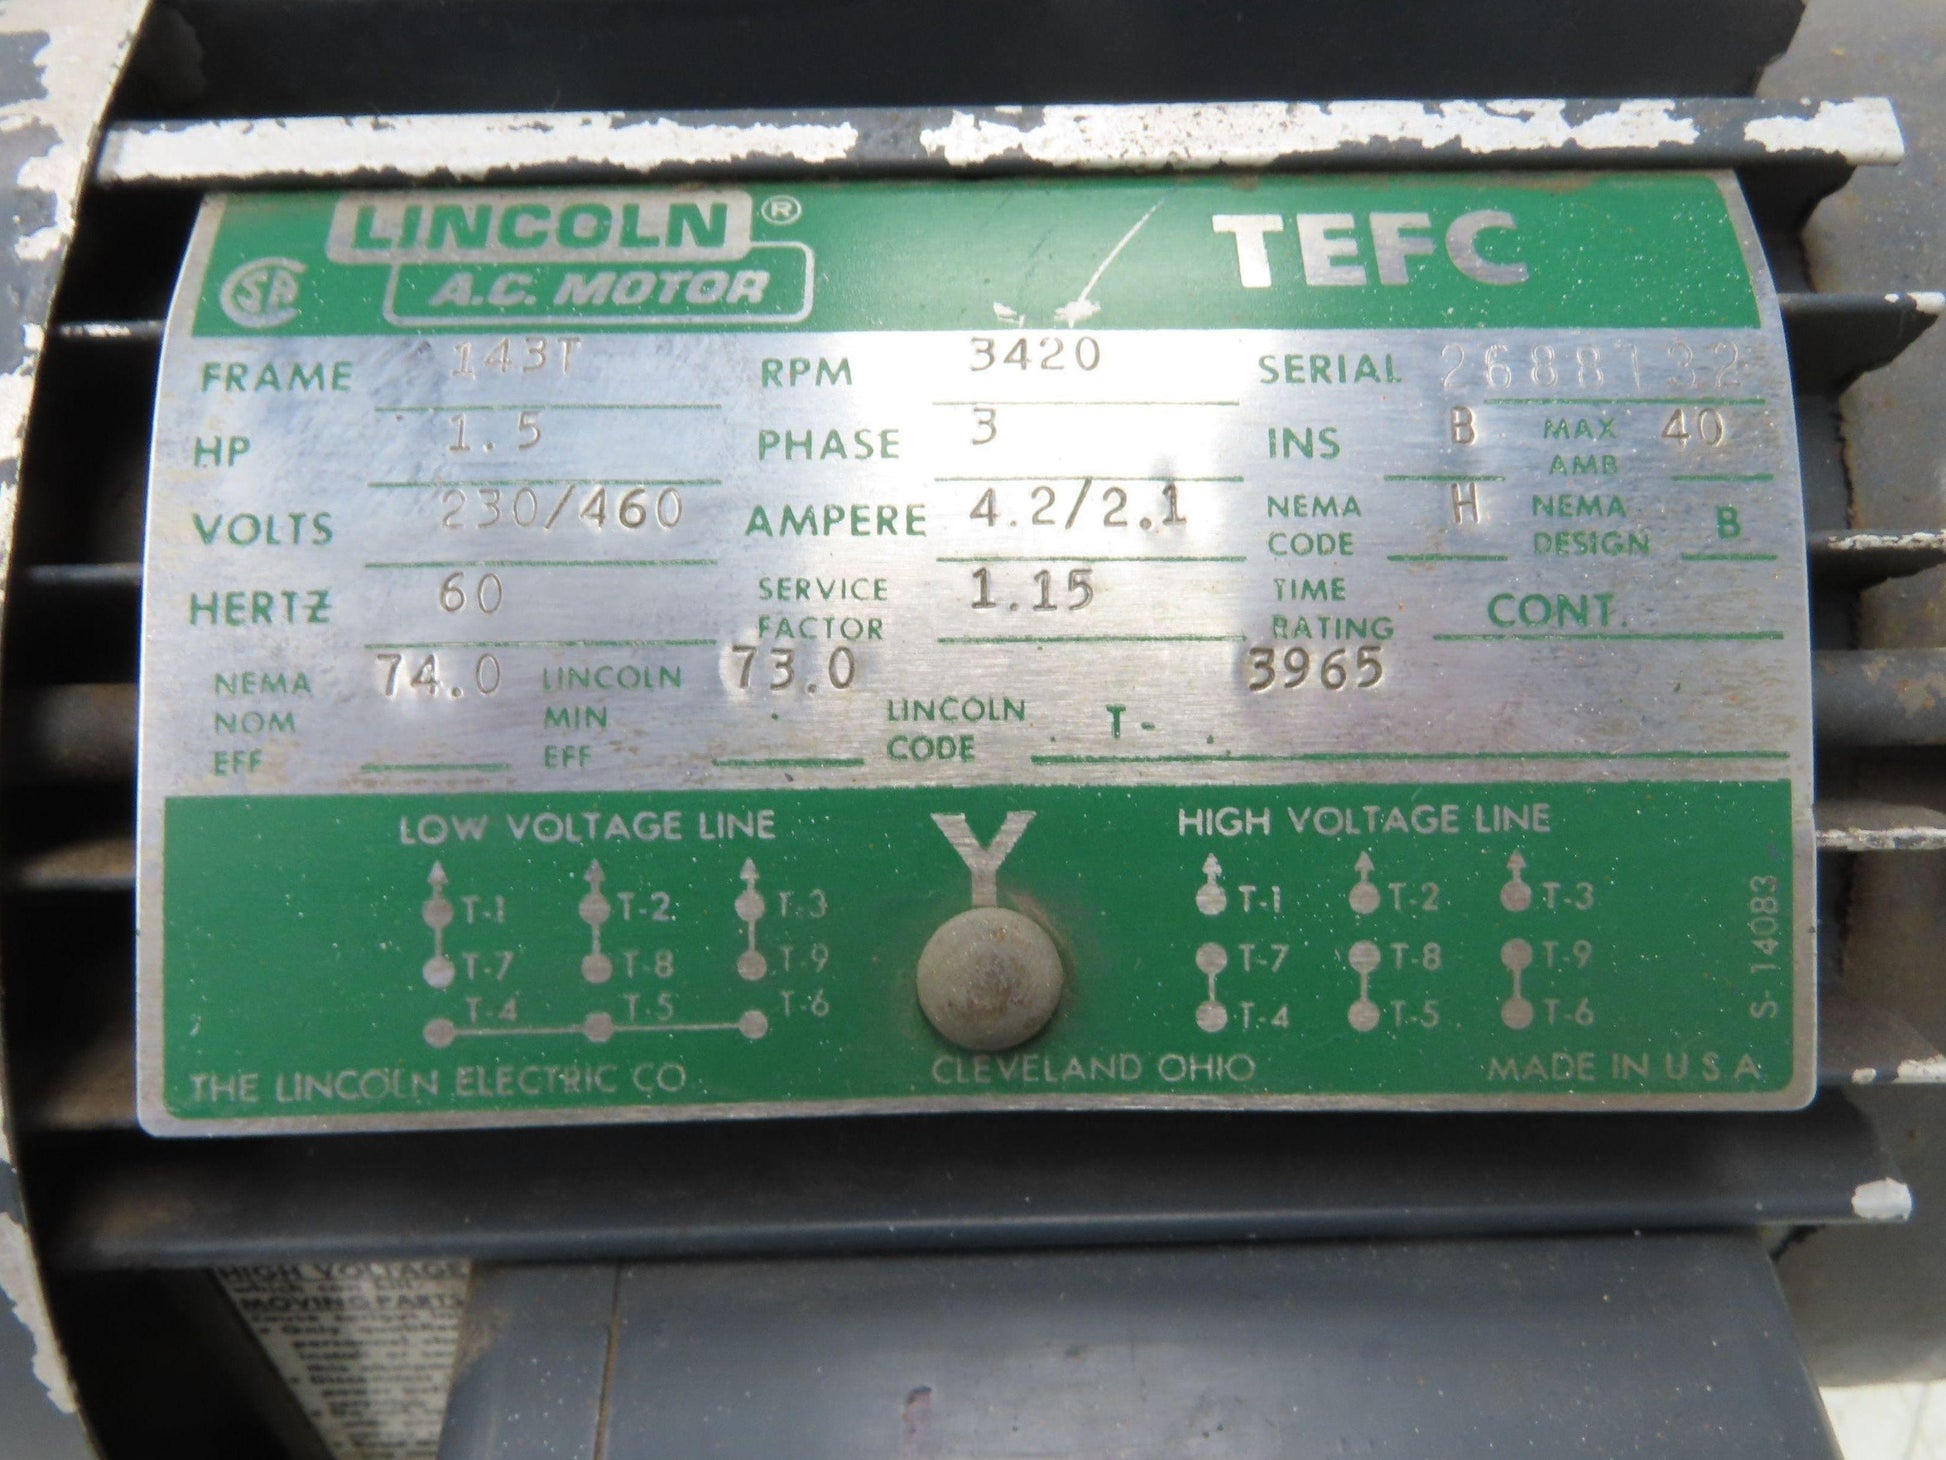 LINCOLN ® TEFC
A.C. MOTOR
FRAME 143T RPM 3420 SERIAL 2688132
HP 1.5 PHASE 3 INS B MAX AMB 40
VOLTS 230/460 AMPERE 4.2/2.1 NEMA CODE H NEMA DESIGN B
HERTZ 60 SERVICE FACTOR 1.15 TIME RATING CONT.
NEMA NOM EFF 74.0 LINCOLN MIN EFF 73.0 LINCOLN CODE T- 3965
LOW VOLTAGE LINE Y HIGH VOLTAGE LINE
T-1 T-2 T-3 T-1 T-2 T-3
T-7 T-8 T-9 T-7 T-8 T-9
T-4 T-5 T-6 T-4 T-5 T-6
S-14083
THE LINCOLN ELECTRIC CO CLEVELAND OHIO MADE IN U S A
HIGH VOLTAGE
MOVING PARTS